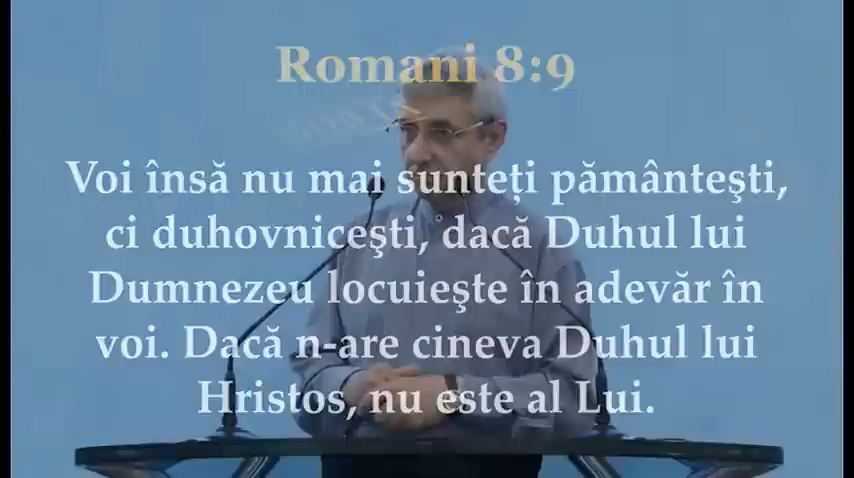 Romani 8:9
Voi însă nu mai sunteți pământeşti,
ci duhovniceşti, dacă Duhul lui
Dumnezeu locuieşte în adevăr în
voi. Dacă n-are cineva Duhul lui
Hristos, nu este al Lui.